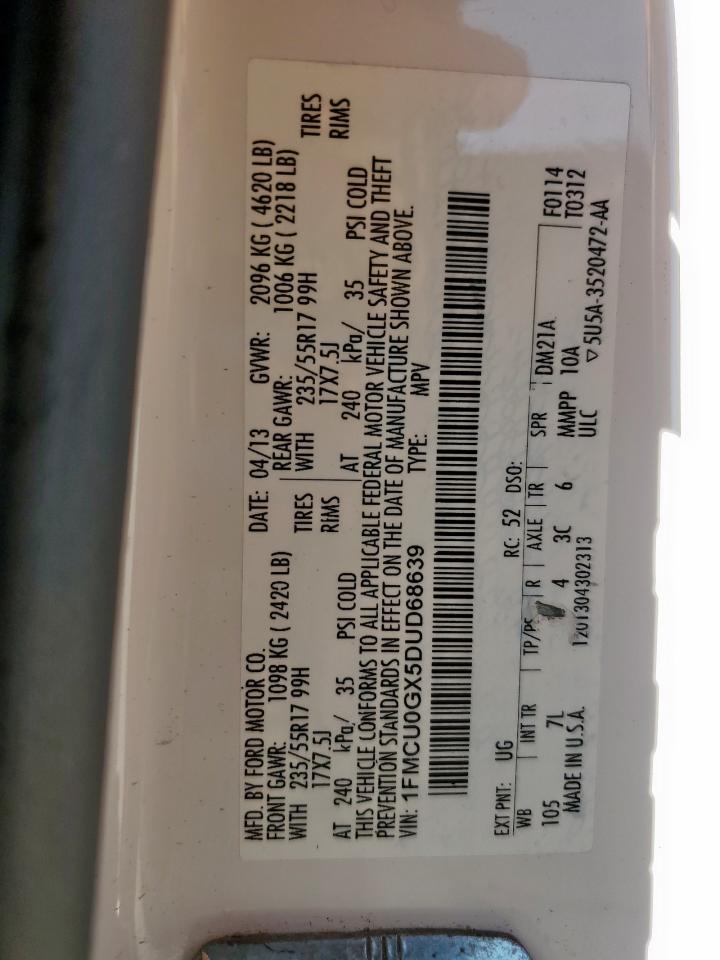 MFD. BY FORD MOTOR CO. DATE: 04/13 GVWR: 2096 KG ( 4620 LB)
FRONT GAWR: 1098 KG ( 2420 LB) REAR GAWR: 1006 KG ( 2218 LB)
WITH 235/55R17 99H TIRES WITH 235/55R17 99H TIRES
17X7.5J RIMS 17X7.5J RIMS
AT 240 kPa/ 35 PSI COLD AT 240 kPa/ 35 PSI COLD
THIS VEHICLE CONFORMS TO ALL APPLICABLE FEDERAL MOTOR VEHICLE SAFETY AND THEFT
PREVENTION STANDARDS IN EFFECT ON THE DATE OF MANUFACTURE SHOWN ABOVE.
VIN: 1FMCU0GX5DUD68639 TYPE: MPV
EXT PNT: UG RC: 52 DSO:
WB INT TR TP/PS R AXLE TR SPR DM21A F0114
105 7L 4 3C 6 MMPP 10A T0312
MADE IN U.S.A. 1201304302313 ULC ▽5U5A-3520472-AA